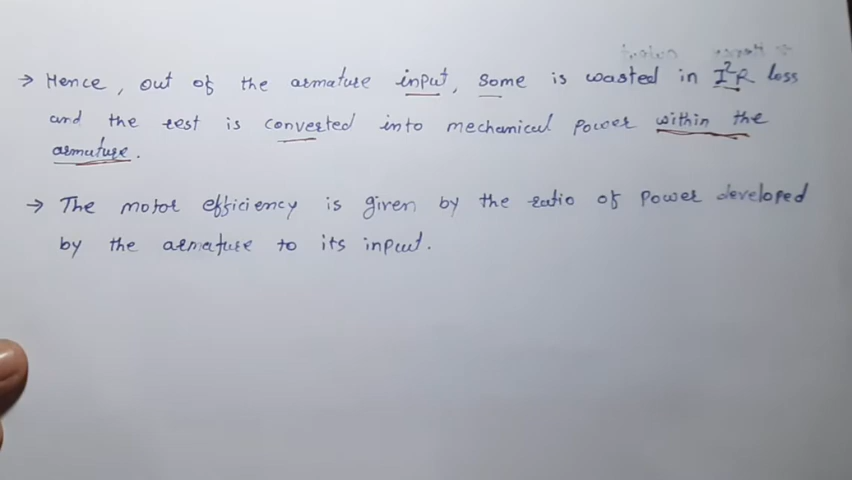 → Hence, out of the armature input, some is wasted in I²R loss
and the rest is converted into mechanical power within the
armature.
→ The motor efficiency is given by the ratio of power developed
by the armature to its input.